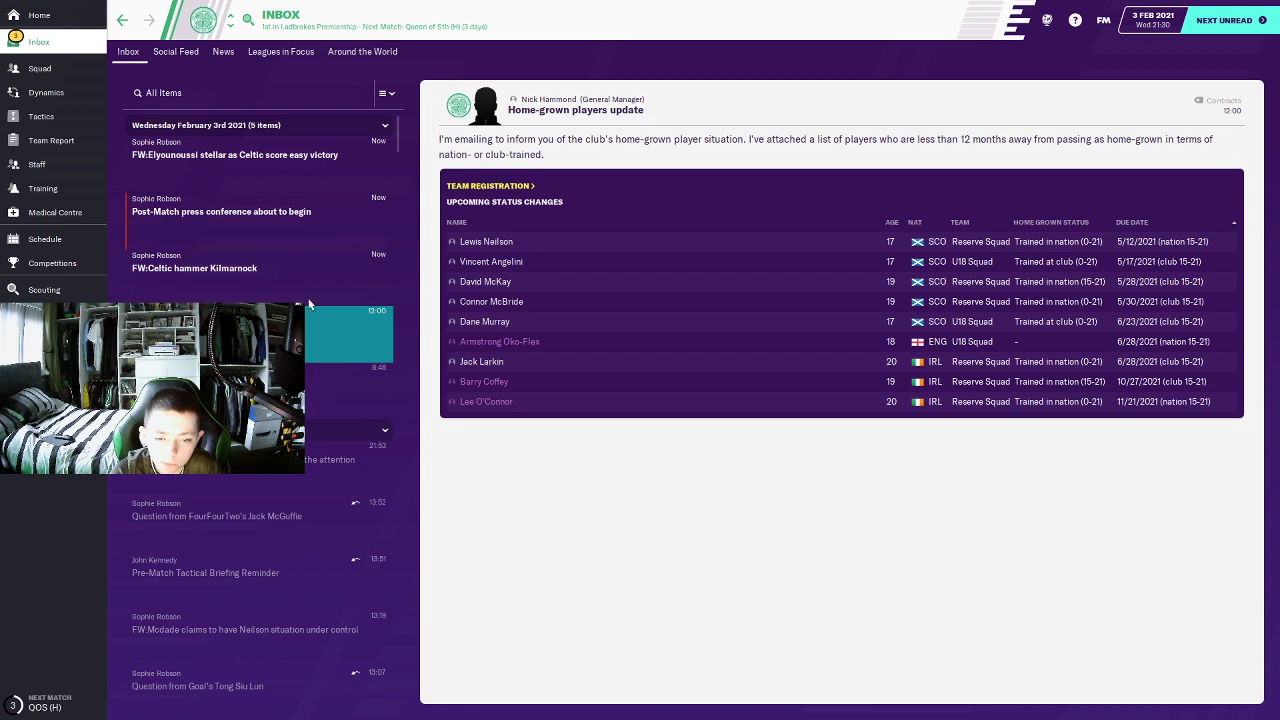 Home
INBOX
1st in Ladbrokes Premiership - Next Match: Queen of Sth (H) (3 days)
FM
3 FEB 2021
Wed 21:30
NEXT UNREAD
3
Inbox
Squad
Dynamics
Tactics
Team Report
Staff
Training
Medical Centre
Schedule
Competitions
Scouting
3
NEXT MATCH
QOS (H)
Inbox
Social Feed
News
Leagues in Focus
Around the World
All Items
Wednesday February 3rd 2021 (5 items)
Sophie Robson
Now
FW:Elyounoussi stellar as Celtic score easy victory
Sophie Robson
Now
Post-Match press conference about to begin
Sophie Robson
Now
FW:Celtic hammer Kilmarnock
12:00
8:46
21:53
the attention
Sophie Robson
13:52
Question from FourFourTwo's Jack McGuffie
John Kennedy
13:51
Pre-Match Tactical Briefing Reminder
Sophie Robson
13:19
FW:Mcdade claims to have Neilson situation under control
Sophie Robson
13:07
Question from Goal's Tong Siu Lun
Nick Hammond (General Manager)
Home-grown players update
Contracts
12:00
I'm emailing to inform you of the club's home-grown player situation. I've attached a list of players who are less than 12 months away from passing as home-grown in terms of
nation- or club-trained.
TEAM REGISTRATION >
UPCOMING STATUS CHANGES
NAME AGE NAT TEAM HOME GROWN STATUS DUE DATE
Lewis Neilson 17 SCO Reserve Squad Trained in nation (0-21) 5/12/2021 (nation 15-21)
Vincent Angelini 17 SCO U18 Squad Trained at club (0-21) 5/17/2021 (club 15-21)
David McKay 19 SCO Reserve Squad Trained in nation (15-21) 5/28/2021 (club 15-21)
Connor McBride 19 SCO Reserve Squad Trained in nation (0-21) 5/30/2021 (club 15-21)
Dane Murray 17 SCO U18 Squad Trained at club (0-21) 6/23/2021 (club 15-21)
Armstrong Oko-Flex 18 ENG U18 Squad - 6/28/2021 (nation 15-21)
Jack Larkin 20 IRL Reserve Squad Trained in nation (0-21) 6/28/2021 (club 15-21)
Barry Coffey 19 IRL Reserve Squad Trained in nation (15-21) 10/27/2021 (club 15-21)
Lee O'Connor 20 IRL Reserve Squad Trained in nation (0-21) 11/21/2021 (nation 15-21)